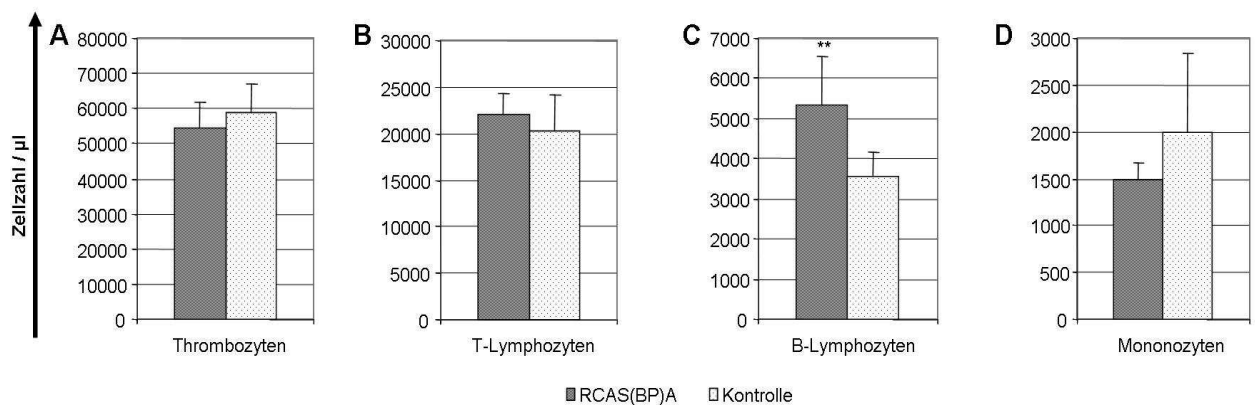 A
80000
70000
60000
50000
40000
30000
20000
10000
0
Thrombozyten
B
30000
25000
20000
15000
10000
5000
0
T-Lymphozyten
C
7000
6000
5000
4000
3000
2000
1000
0
**
B-Lymphozyten
D
3000
2500
2000
1500
1000
500
0
Mononozyten
Zellzahl / µl
RCAS(BP)A
Kontrolle